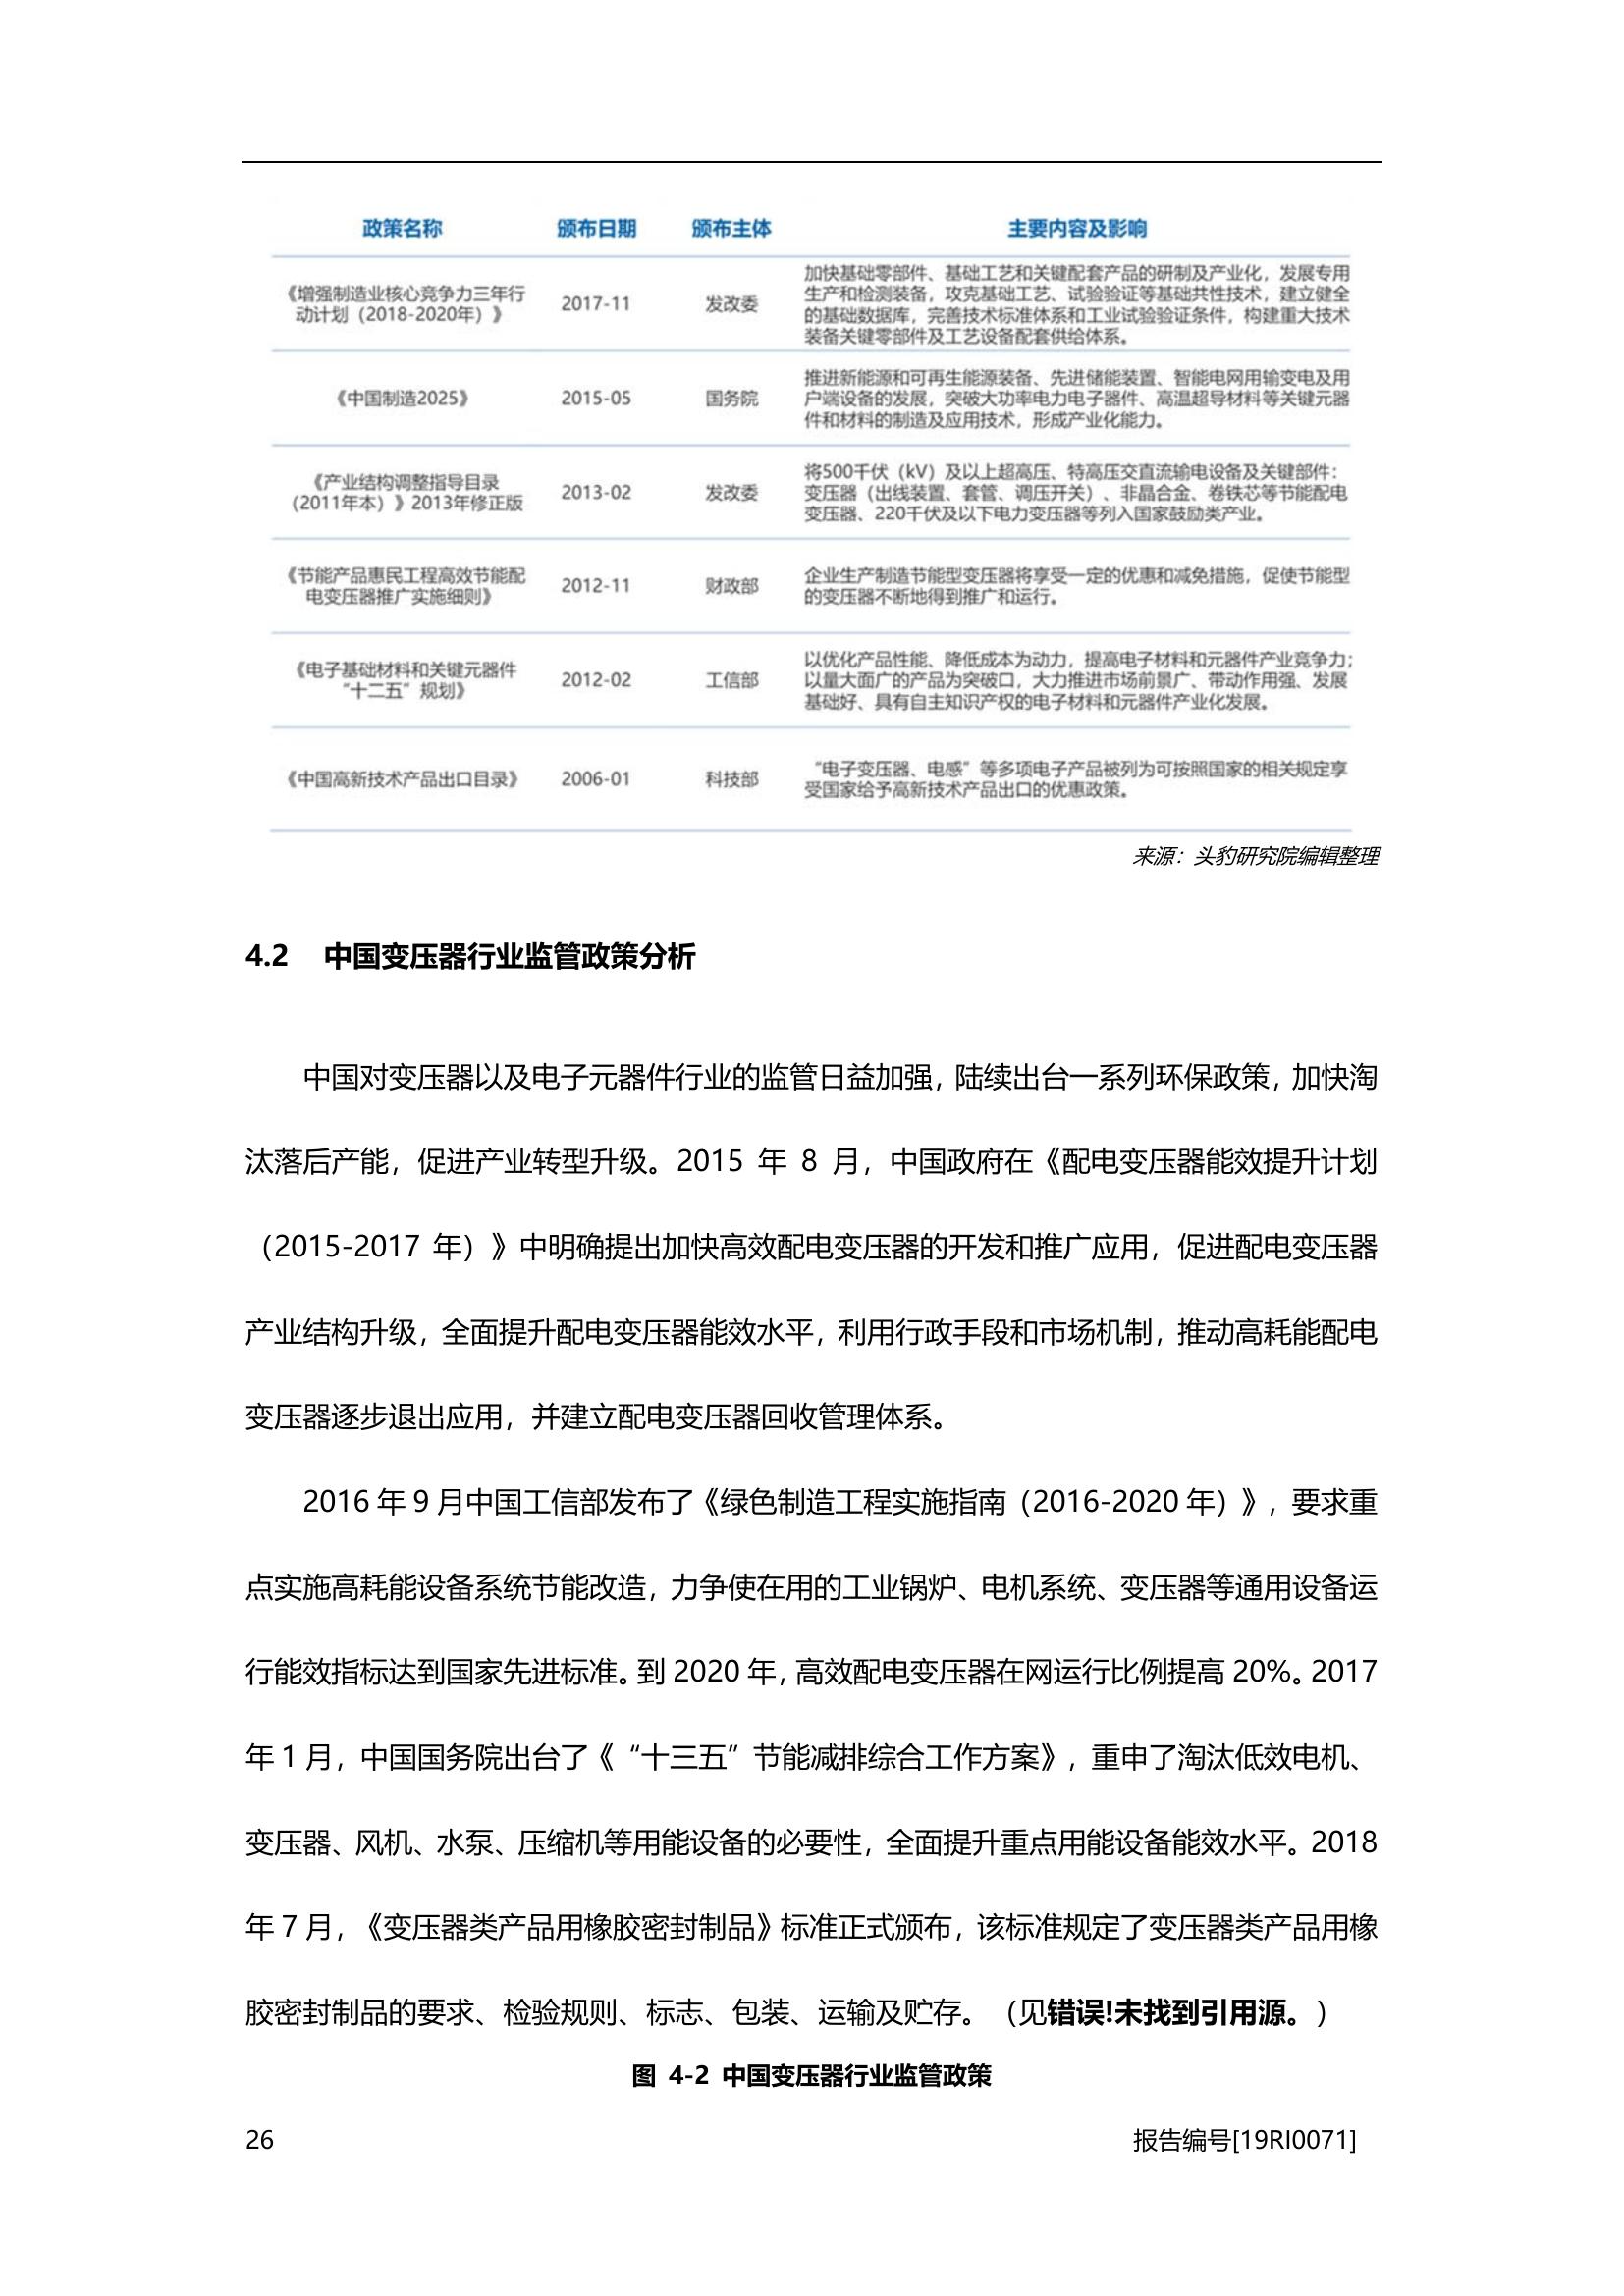 政策名称 颁布日期 颁布主体 主要内容及影响
《增强制造业核心竞争力三年行
动计划（2018-2020年）》
2017-11
发改委
加快基础零部件、基础工艺和关键配套产品的研制及产业化，发展专用
生产和检测装备，攻克基础工艺、试验验证等基础共性技术，建立健全
的基础数据库，完善技术标准体系和工业试验验证条件，构建重大技术
装备关键零部件及工艺设备配套供给体系。
《中国制造2025》
2015-05
国务院
推进新能源和可再生能源装备、先进储能装置、智能电网用输变电及用
户端设备的发展，突破大功率电力电子器件、高温超导材料等关键元器
件和材料的制造及应用技术，形成产业化能力。
《产业结构调整指导目录
（2011年本）》2013年修正版
2013-02
发改委
将500千伏（kV）及以上超高压、特高压交直流输电设备及关键部件：
变压器（出线装置、套管、调压开关）、非晶合金、卷铁芯等节能配电
变压器、220千伏及以下电力变压器等列入国家鼓励类产业。
《节能产品惠民工程高效节能配
电变压器推广实施细则》
2012-11
财政部
企业生产制造节能型变压器将享受一定的优惠和减免措施，促使节能型
的变压器不断地得到推广和运行。
《电子基础材料和关键元器件
“十二五”规划》
2012-02
工信部
以优化产品性能、降低成本为动力，提高电子材料和元器件产业竞争力；
以量大面广的产品为突破口，大力推进市场前景广、带动作用强、发展
基础好、具有自主知识产权的电子材料和元器件产业化发展。
《中国高新技术产品出口目录》
2006-01
科技部
“电子变压器、电感”等多项电子产品被列为可按照国家的相关规定享
受国家给予高新技术产品出口的优惠政策。
来源：头豹研究院编辑整理
4.2 中国变压器行业监管政策分析
中国对变压器以及电子元器件行业的监管日益加强，陆续出台一系列环保政策，加快淘
汰落后产能，促进产业转型升级。2015 年 8 月，中国政府在《配电变压器能效提升计划
（2015-2017 年）》中明确提出加快高效配电变压器的开发和推广应用，促进配电变压器
产业结构升级，全面提升配电变压器能效水平，利用行政手段和市场机制，推动高耗能配电
变压器逐步退出应用，并建立配电变压器回收管理体系。
2016 年 9 月中国工信部发布了《绿色制造工程实施指南（2016-2020 年）》，要求重
点实施高耗能设备系统节能改造，力争使在用的工业锅炉、电机系统、变压器等通用设备运
行能效指标达到国家先进标准。到 2020 年，高效配电变压器在网运行比例提高 20%。2017
年 1 月，中国国务院出台了《“十三五”节能减排综合工作方案》，重申了淘汰低效电机、
变压器、风机、水泵、压缩机等用能设备的必要性，全面提升重点用能设备能效水平。2018
年 7 月，《变压器类产品用橡胶密封制品》标准正式颁布，该标准规定了变压器类产品用橡
胶密封制品的要求、检验规则、标志、包装、运输及贮存。（见错误!未找到引用源。）
图 4-2 中国变压器行业监管政策
26 报告编号[19RI0071]